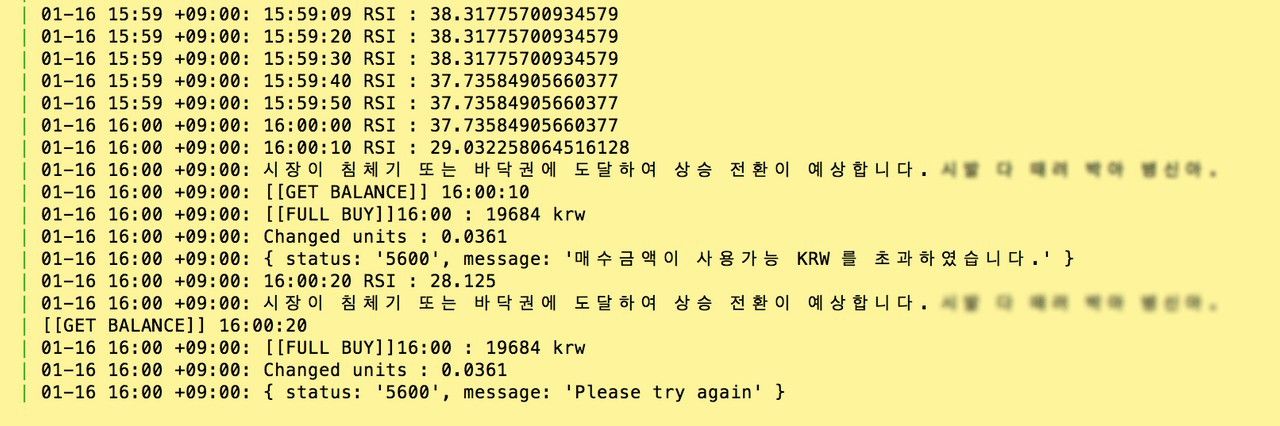 01-16 15:59 +09:00: 15:59:09 RSI : 38.31775700934579
01-16 15:59 +09:00: 15:59:20 RSI : 38.31775700934579
01-16 15:59 +09:00: 15:59:30 RSI : 38.31775700934579
01-16 15:59 +09:00: 15:59:40 RSI : 37.73584905660377
01-16 15:59 +09:00: 15:59:50 RSI : 37.73584905660377
01-16 16:00 +09:00: 16:00:00 RSI : 37.73584905660377
01-16 16:00 +09:00: 16:00:10 RSI : 29.032258064516128
01-16 16:00 +09:00: 시장이 침체기 또는 바닥권에 도달하여 상승 전환이 예상합니다.
01-16 16:00 +09:00: [[GET BALANCE]] 16:00:10
01-16 16:00 +09:00: [[FULL BUY]]16:00 : 19684 krw
01-16 16:00 +09:00: Changed units : 0.0361
01-16 16:00 +09:00: { status: '5600', message: '매수금액이 사용가능 KRW 를 초과하였습니다.' }
01-16 16:00 +09:00: 16:00:20 RSI : 28.125
01-16 16:00 +09:00: 시장이 침체기 또는 바닥권에 도달하여 상승 전환이 예상합니다.
[[GET BALANCE]] 16:00:20
01-16 16:00 +09:00: [[FULL BUY]]16:00 : 19684 krw
01-16 16:00 +09:00: Changed units : 0.0361
01-16 16:00 +09:00: { status: '5600', message: 'Please try again' }